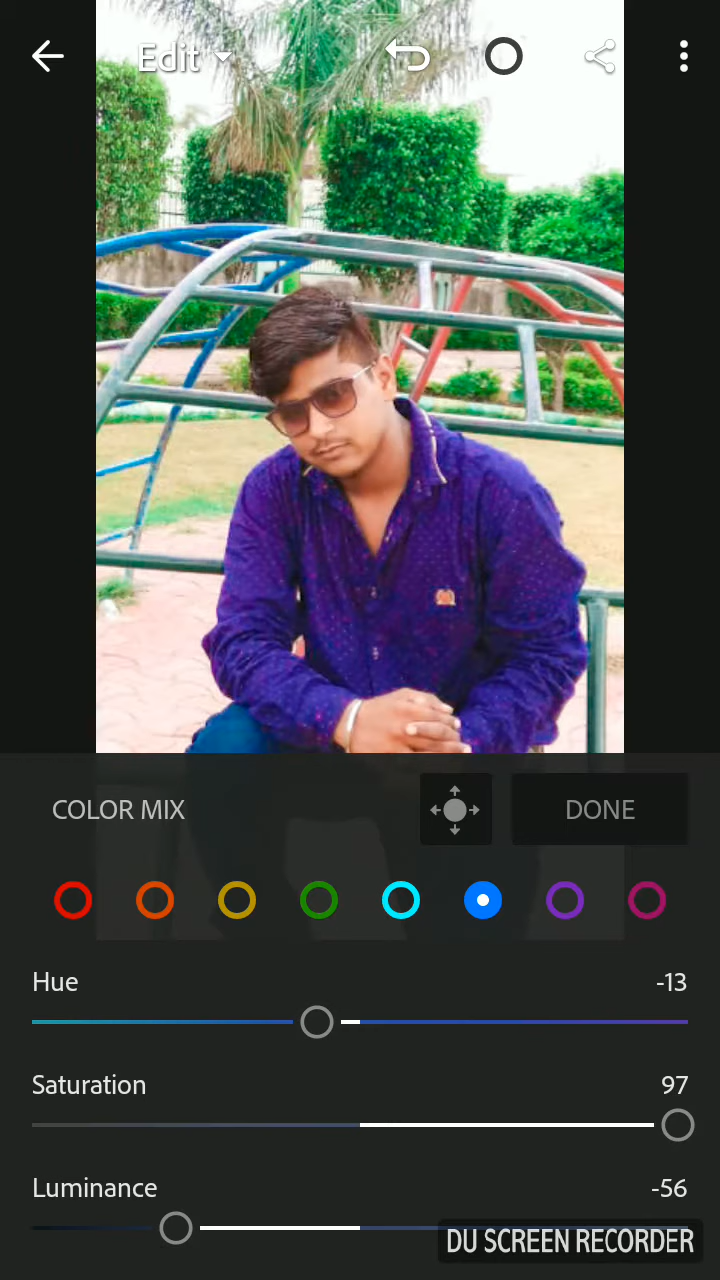 Edit
COLOR MIX
DONE
Hue -13
Saturation 97
Luminance -56
DU SCREEN RECORDER